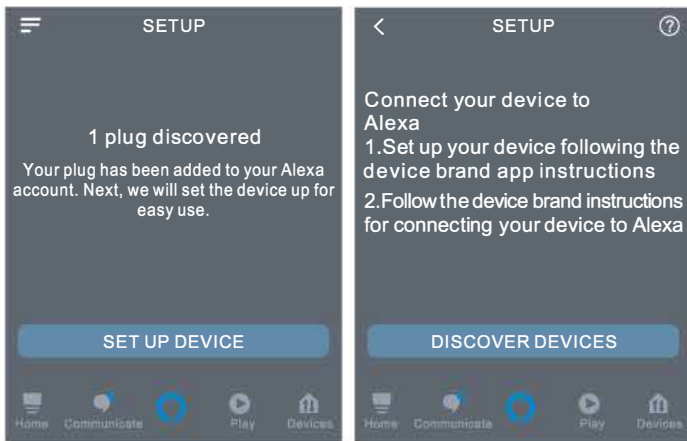 SETUP
1 plug discovered
Your plug has been added to your Alexa
account. Next, we will set the device up for
easy use.
SET UP DEVICE
Home Communicate Play Devices
SETUP
?
Connect your device to
Alexa
1.Set up your device following the
device brand app instructions
2.Follow the device brand instructions
for connecting your device to Alexa
DISCOVER DEVICES
Home Communicate Play Devices